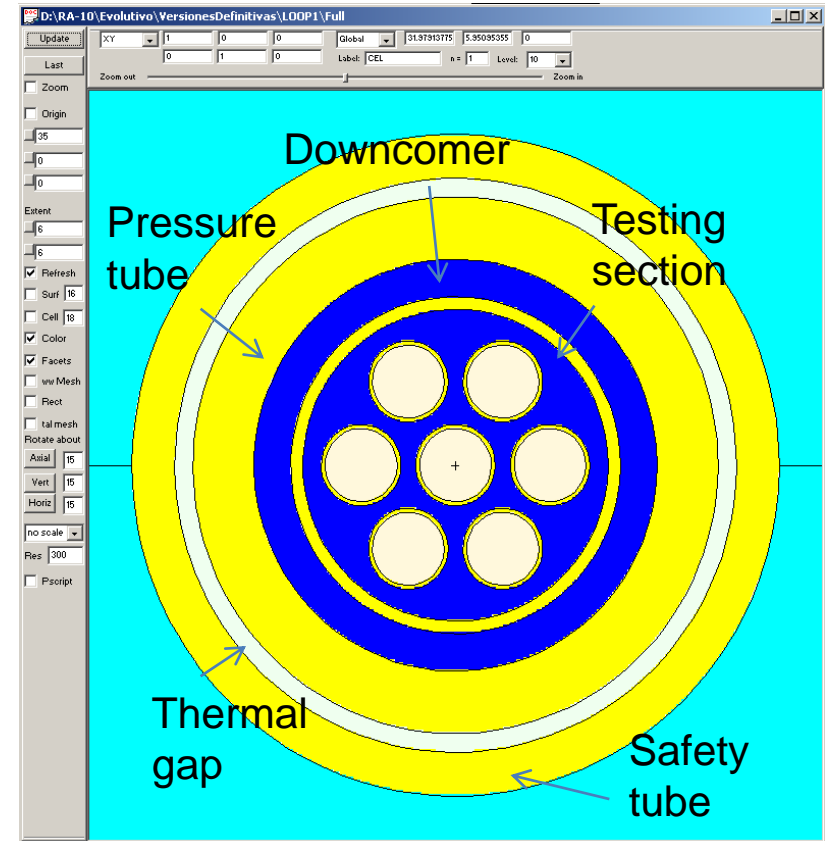 D:\RA-10\Evolutivo\VersionesDefinitivas\LOOP1\Full
Update
Last
Zoom
Origin
35
0
0
Extent
6
6
Refresh
Surf 16
Cell 18
Color
Facets
ww Mesh
Rect
tal mesh
Rotate about
Axial 15
Vert 15
Horiz 15
no scale
Res 300
Pscript
XY 1 0 0 Global 31.97913775 5.95095355 0
0 1 0 Label: CEL n = 1 Level: 10
Zoom out Zoom in
Downcomer
Pressure
tube
Testing
section
Thermal
gap
Safety
tube